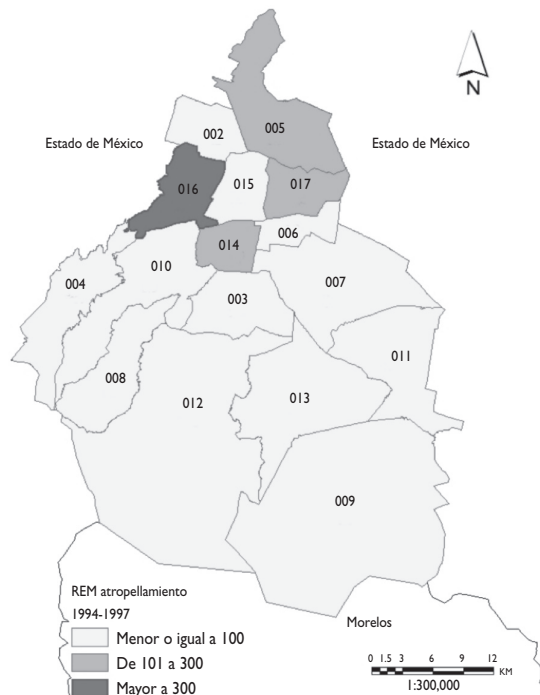 N
Estado de México
Estado de México
002
005
016
015
017
014
006
004
010
007
003
008
011
012
013
009
REM atropellamiento
1994-1997
Menor o igual a 100
De 101 a 300
Mayor a 300
Morelos
0 1.5 3 6 9 12
KM
1:300,000